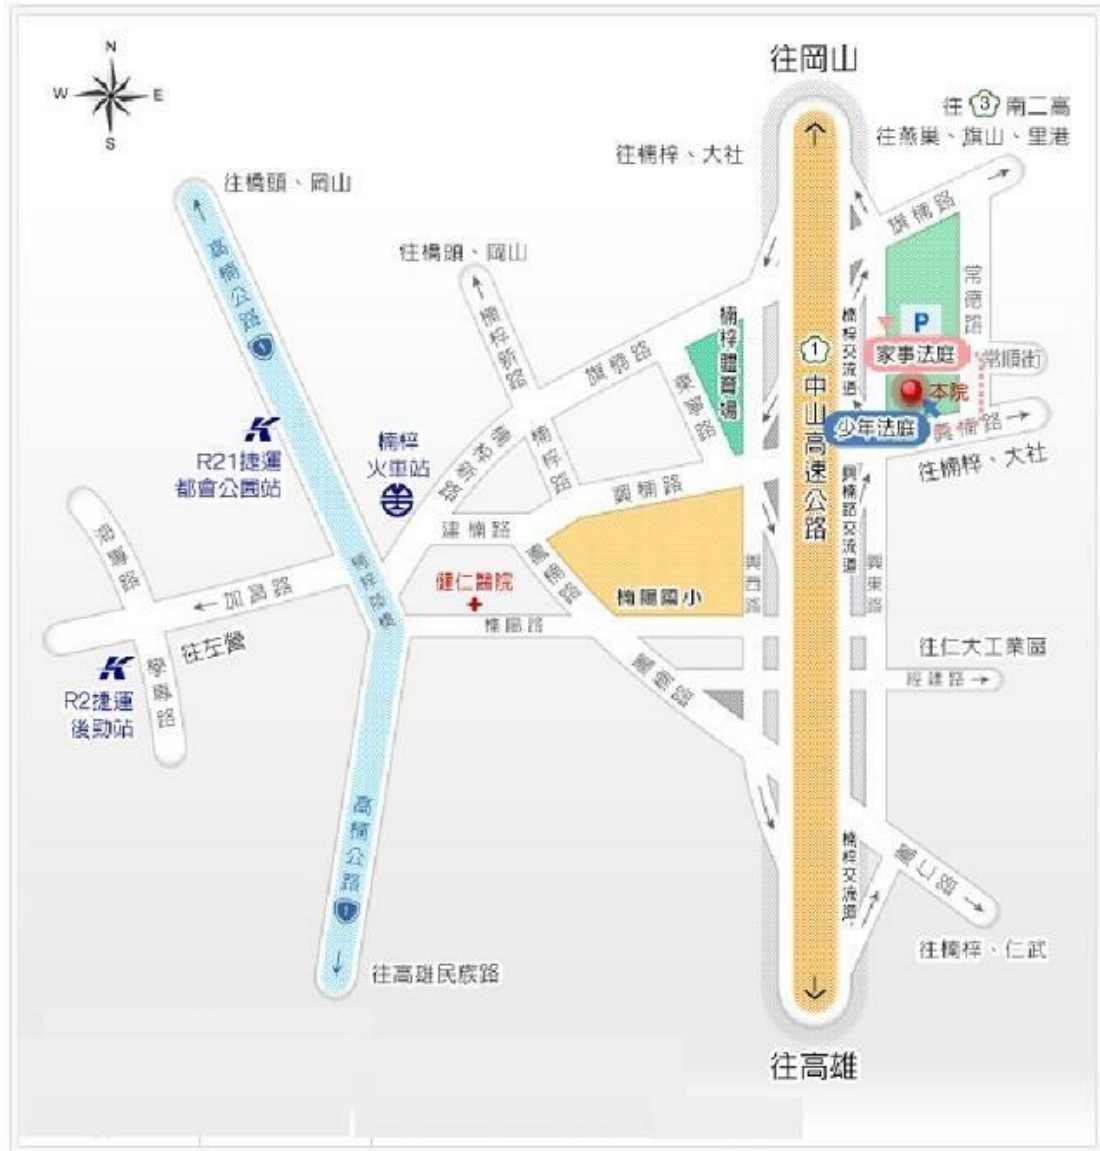 N
W
E
S
往岡山
往 3 南二高
往燕巢、旗山、里港
往楠梓、大社
往橋頭、岡山
往橋頭、岡山
旗楠路
常德路
高楠公路
1
楠梓新路
旗楠路
楠梓體育場
1
中山高速公路
楠梓交流道
P
家事法庭
常順街
本院
少年法庭
興楠路
往楠梓、大社
R21捷運
都會公園站
楠梓
火車站
楠梓路
興楠路
建楠路
興楠路交流道
健仁醫院
楠陽國小
興西路
興東路
加昌路
往左營
楠陽路
學專路
R2捷運
後勁站
往仁大工業區
經建路
鳳楠路
高楠公路
1
楠梓交流道
往楠梓、仁武
往高雄民族路
往高雄